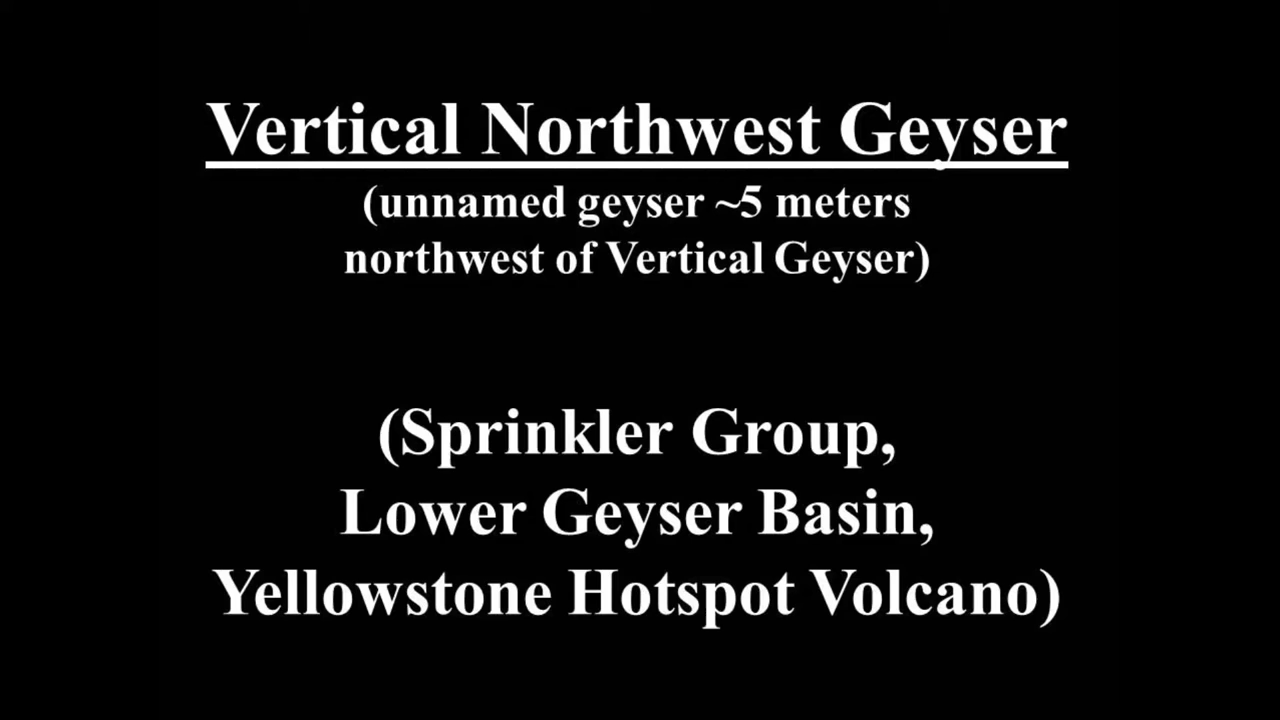 Vertical Northwest Geyser
(unnamed geyser ~5 meters
northwest of Vertical Geyser)
(Sprinkler Group,
Lower Geyser Basin,
Yellowstone Hotspot Volcano)